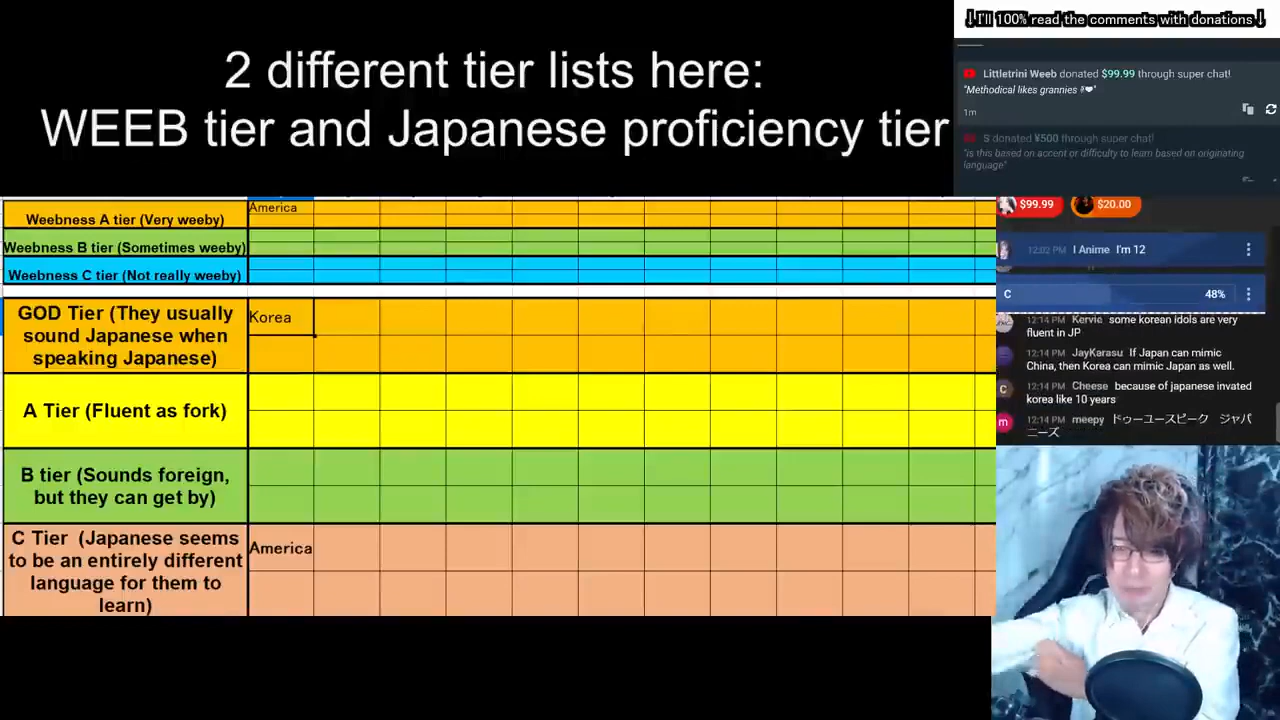 2 different tier lists here:
WEEB tier and Japanese proficiency tier
Weebness A tier (Very weeby)
America
Weebness B tier (Sometimes weeby)
Weebness C tier (Not really weeby)
GOD Tier (They usually
sound Japanese when
speaking Japanese)
Korea
A Tier (Fluent as fork)
B tier (Sounds foreign,
but they can get by)
C Tier (Japanese seems
to be an entirely different
language for them to
learn)
America
↓I'll 100% read the comments with donations↓
Littletrini Weeb donated $99.99 through super chat!
"Methodical likes grannies
1m
S donated ¥500 through super chat!
"is this based on accent or difficulty to learn based on originating
language"
$99.99
$20.00
12:02 PM I Anime I'm 12
C 48%
12:14 PM Kervie some korean idols are very
fluent in JP
12:14 PM JayKarasu If Japan can mimic
China, then Korea can mimic Japan as well.
C 12:14 PM Cheese because of japanese invated
korea like 10 years
m 12:14 PM meepy ドゥーユースピーク ジャパ
ニーズ